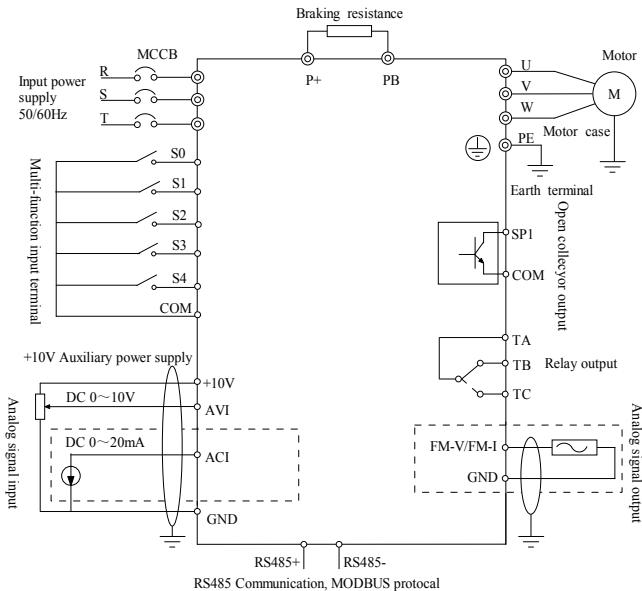 Braking resistance
P+
PB
MCCB
R
S
T
Input power
supply
50/60Hz
U
V
W
PE
Motor
M
Motor case
Earth terminal
Multi-function input terminal
S0
S1
S2
S3
S4
COM
SP1
COM
Open collecyor output
TA
TB
TC
Relay output
+10V Auxiliary power supply
+10V
DC 0～10V
AVI
DC 0～20mA
ACI
GND
Analog signal input
FM-V/FM-I
GND
Analog signal output
RS485+
RS485-
RS485 Communication, MODBUS protocal